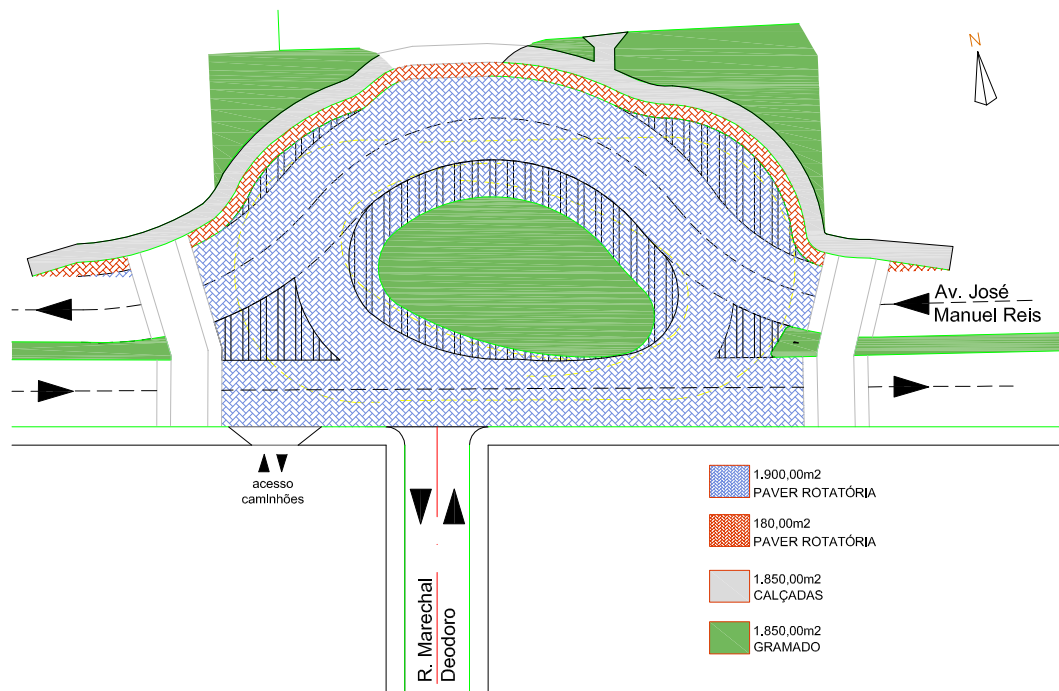 N
Av. José
Manuel Reis
acesso
camInhões
R. Marechal
Deodoro
1.900,00m2
PAVER ROTATÓRIA
180,00m2
PAVER ROTATÓRIA
1.850,00m2
CALÇADAS
1.850,00m2
GRAMADO